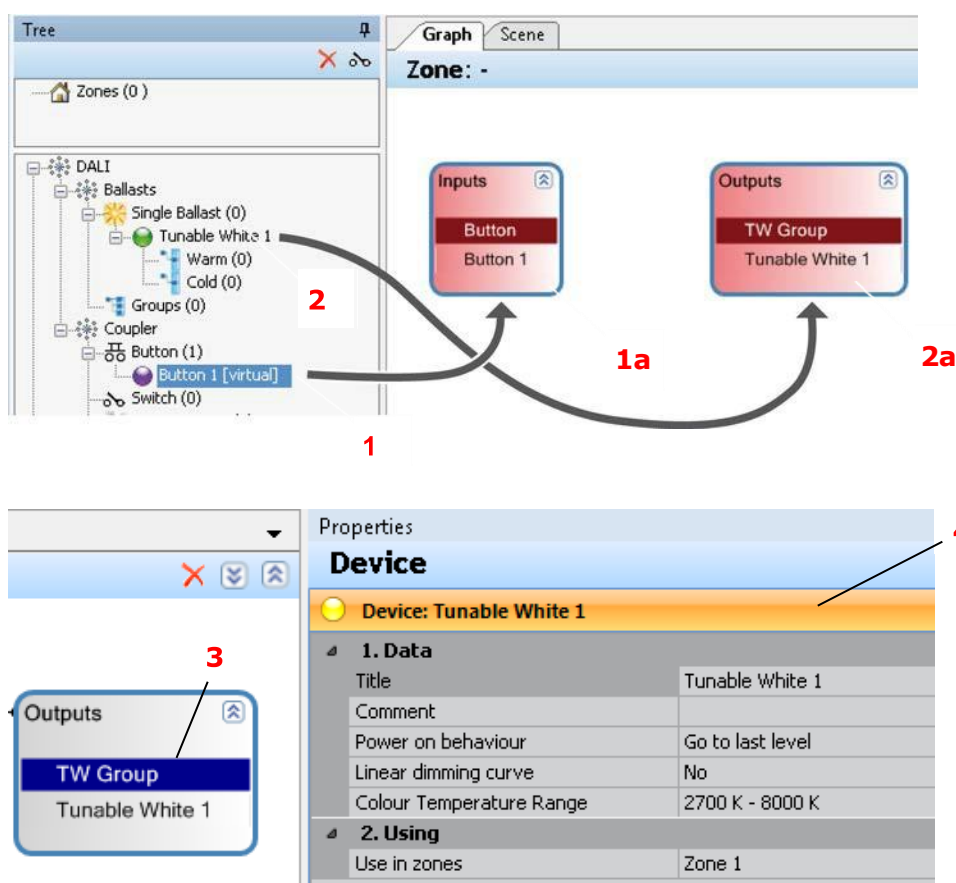 Tree
Zones (0 )
DALI
Ballasts
Single Ballast (0)
Tunable White 1
Warm (0)
Cold (0)
Groups (0)
Coupler
Button (1)
Button 1 [virtual]
Switch (0)
2
1
Graph Scene
Zone: -
Inputs
Button
Button 1
1a
Outputs
TW Group
Tunable White 1
2a
3
Outputs
TW Group
Tunable White 1
Properties
Device
Device: Tunable White 1
1. Data
Title Tunable White 1
Comment
Power on behaviour Go to last level
Linear dimming curve No
Colour Temperature Range 2700 K - 8000 K
2. Using
Use in zones Zone 1